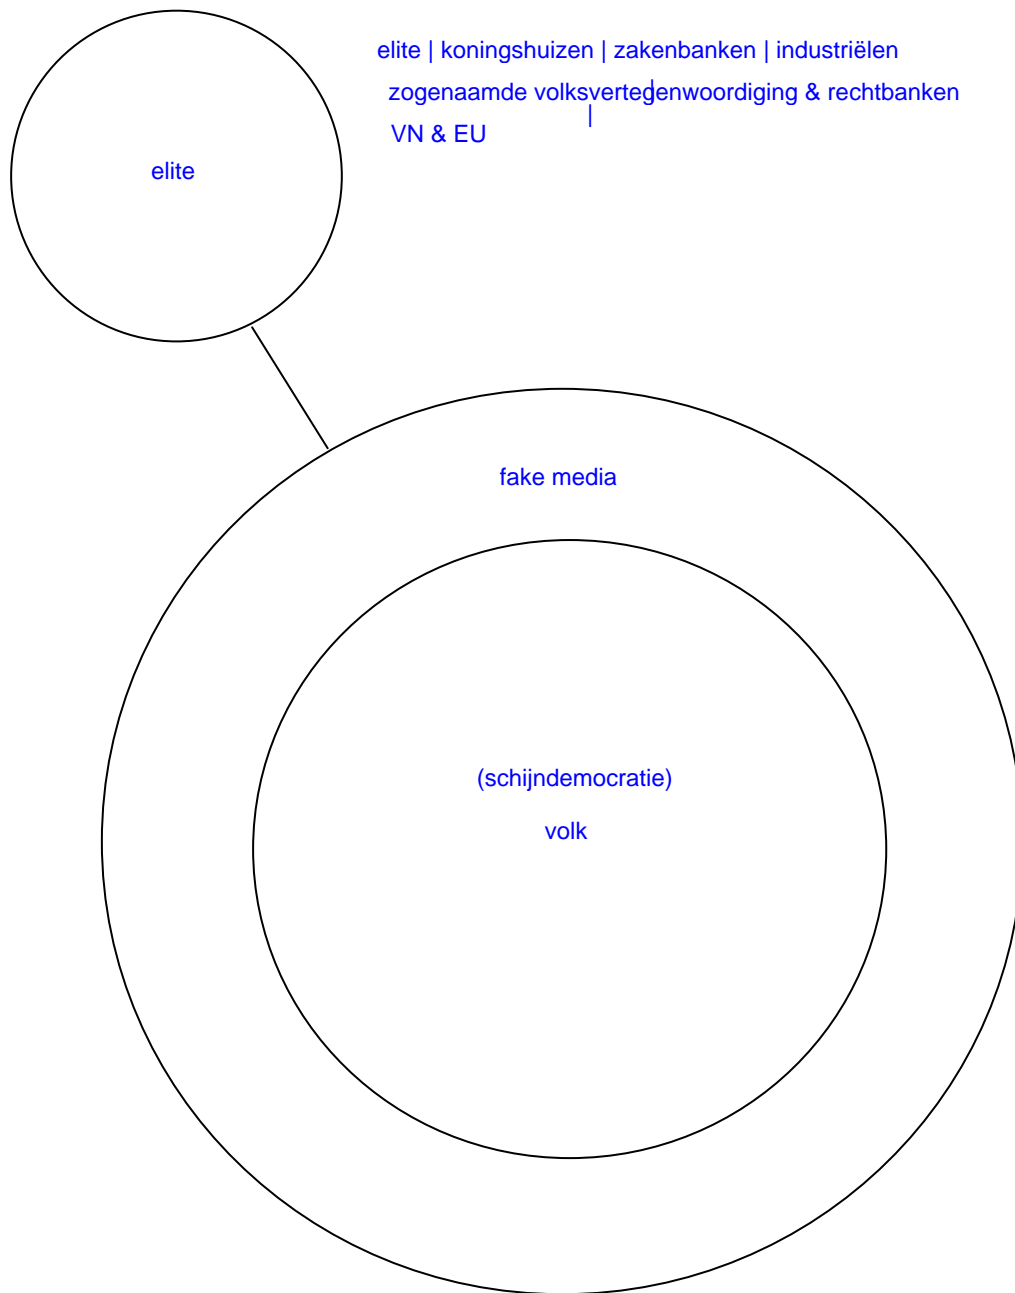 elite | koningshuizen | zakenbanken | industriëlen
zogenaamde volksvertegenwoordiging & rechtbanken
|
|
VN & EU
elite
fake media
(schijndemocratie)
volk